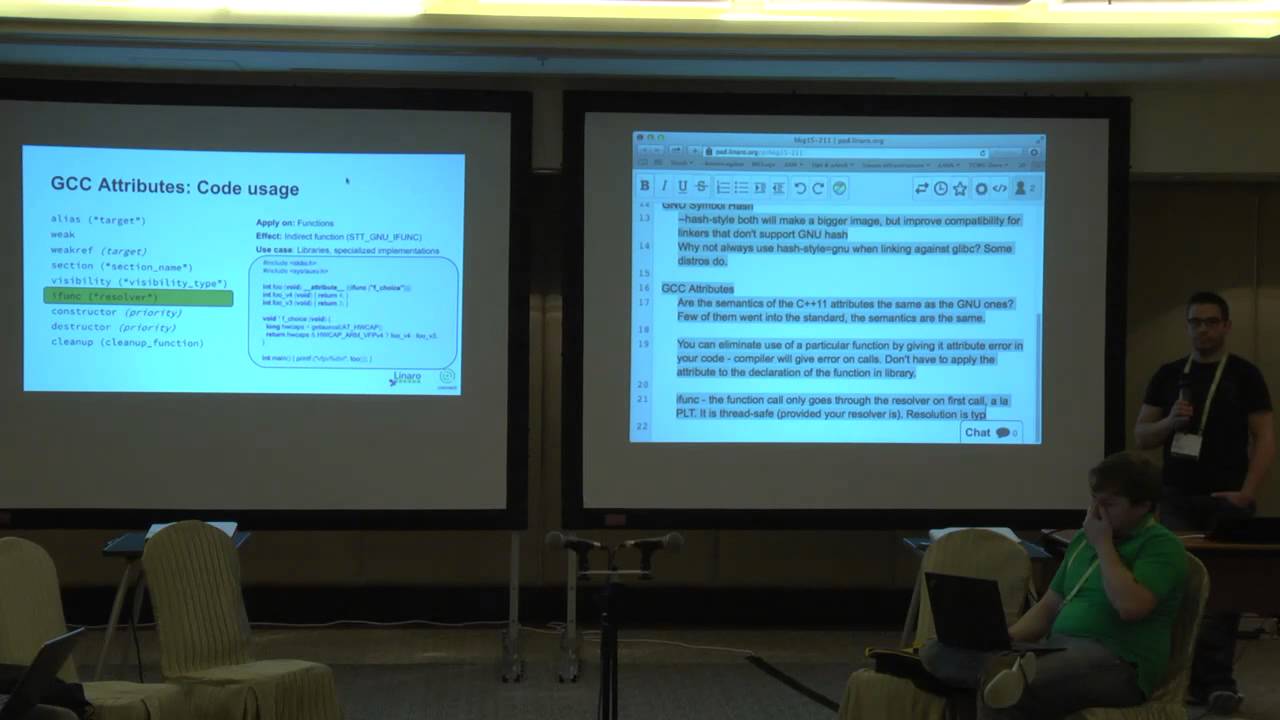 GCC Attributes: Code usage
alias ("target")
weak
weakref (target)
section ("section_name")
visibility ("visibility_type")
ifunc ("resolver")
constructor (priority)
destructor (priority)
cleanup (cleanup_function)
Apply on: Functions
Effect: Indirect function (STT_GNU_IFUNC)
Use case: Libraries, specialized implementations
#include <stdio.h>
#include <sys/auxv.h>
int foo (void) __attribute__ ((ifunc ("f_choice")));
int foo_v4 (void) { return 4; }
int foo_v3 (void) { return 3; }
void * f_choice (void) {
long hwcaps = getauxval(AT_HWCAP);
return hwcaps & HWCAP_ARM_VFPv4 ? foo_v4 : foo_v3;
}
Linaro
connect
hkg15-211 | pad.linaro.org
pad.linaro.org/p/hkg15-211
B I U S
2
GNU Symbol Hash
13 --hash-style both will make a bigger image, but improve compatibility for
linkers that don't support GNU hash
14 Why not always use hash-style=gnu when linking against glibc? Some
distros do.
15
16 GCC Attributes
17 Are the semantics of the C++11 attributes the same as the GNU ones?
Few of them went into the standard, the semantics are the same.
18
19 You can eliminate use of a particular function by giving it attribute error in
your code - compiler will give error on calls. Don't have to apply the
attribute to the declaration of the function in library.
20
21 ifunc - the function call only goes through the resolver on first call, a la
PLT. It is thread-safe (provided your resolver is). Resolution is typ
22
Chat 0